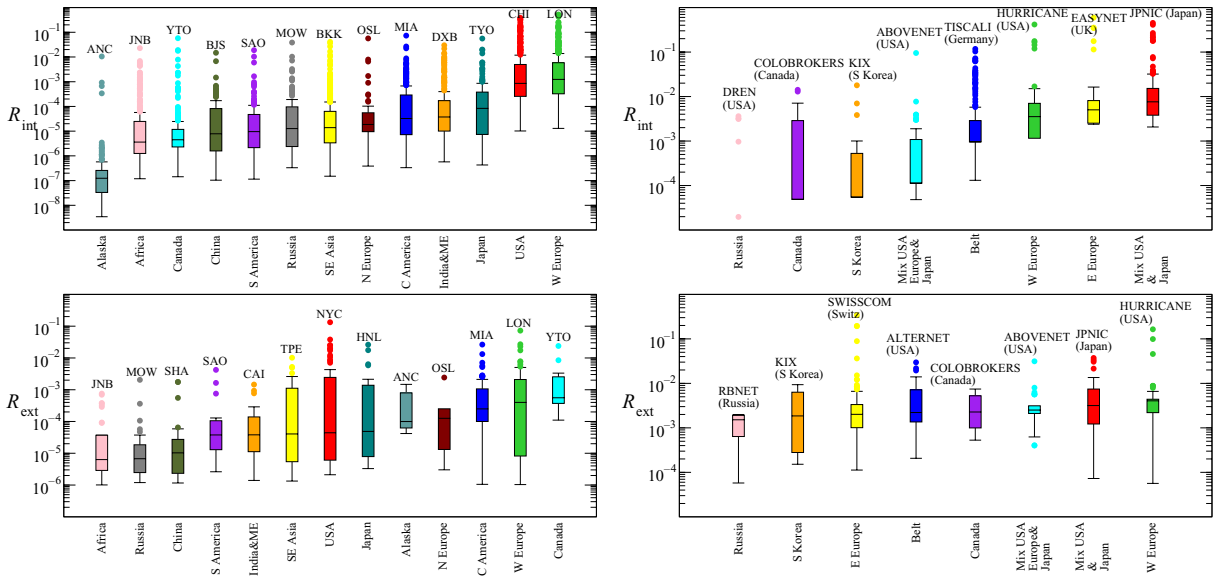 R_int
10^-1
10^-2
10^-3
10^-4
10^-5
10^-6
10^-7
10^-8
ANC
JNB
YTO
BJS
SAO
MOW
BKK
OSL
MIA
DXB
TYO
CHI
LON
Alaska
Africa
Canada
China
S America
Russia
SE Asia
N Europe
C America
India&ME
Japan
USA
W Europe
R_int
10^-1
10^-2
10^-3
10^-4
DREN
(USA)
COLOBROKERS
(Canada)
KIX
(S Korea)
ABOVENET
(USA)
TISCALI
(Germany)
HURRICANE
(USA)
EASYNET
(UK)
JPNIC (Japan)
Russia
Canada
S Korea
Mix USA
Europe&
Japan
Belt
W Europe
E Europe
Mix USA
&
Japan
R_ext
10^-1
10^-2
10^-3
10^-4
10^-5
10^-6
JNB
MOW
SHA
SAO
CAI
TPE
NYC
HNL
ANC
OSL
MIA
LON
YTO
Africa
Russia
China
S America
India&ME
SE Asia
USA
Japan
Alaska
N Europe
C America
W Europe
Canada
R_ext
10^-1
10^-2
10^-3
10^-4
RBNET
(Russia)
KIX
(S Korea)
SWISSCOM
(Switz)
ALTERNET
(USA)
COLOBROKERS
(Canada)
ABOVENET
(USA)
JPNIC
(Japan)
HURRICANE
(USA)
Russia
S Korea
E Europe
Belt
Canada
Mix USA
Europe&
Japan
Mix USA
&
Japan
W Europe